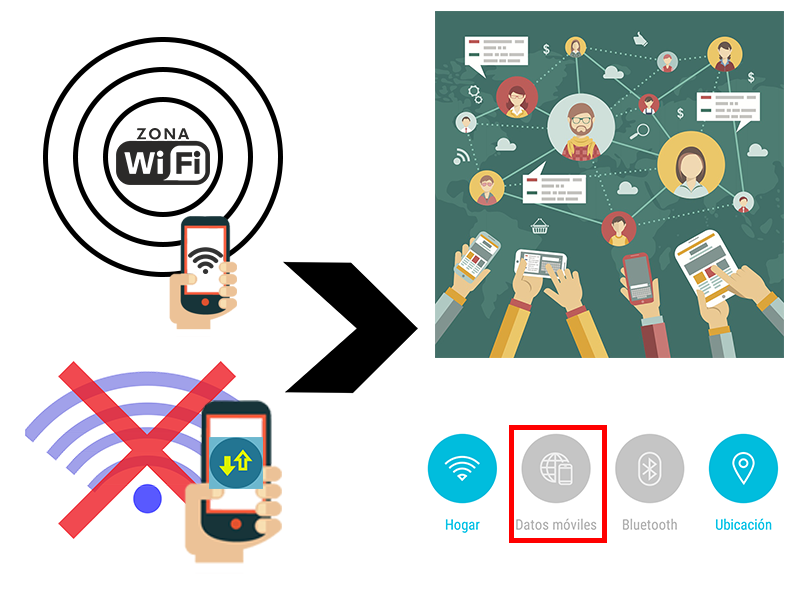 ZONA
WiFi
$
$
$
Hogar
Datos móviles
Bluetooth
Ubicación